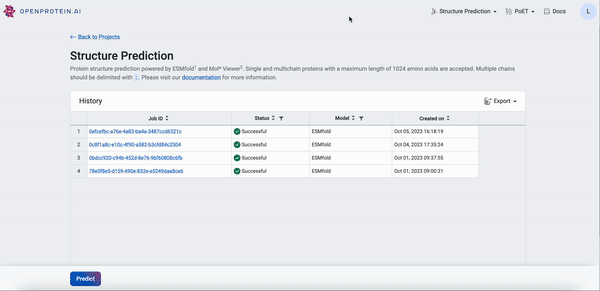 OPENPROTEIN.AI
Structure Prediction
PoET
Docs
L
← Back to Projects
Structure Prediction
Protein structure prediction powered by ESMfold1 and Mol* Viewer2. Single and multichain proteins with a maximum length of 1024 amino acids are accepted. Multiple chains
should be delimited with :. Please visit our documentation for more information.
History
Export
Job ID Status Model Created on
1 0efcefbc-a76e-4a83-ba4a-3487ccd6321c Successful ESMfold Oct 05, 2023 16:18:19
2 0c8f1a8c-e10c-4f90-a582-b3cfd84c2504 Successful ESMfold Oct 04, 2023 17:35:24
3 0bdcc920-c94b-452d-8e76-9bf60808c6fb Successful ESMfold Oct 01, 2023 09:37:55
4 78e0f8e5-d159-490e-832e-e5249daa8ce6 Successful ESMfold Oct 01, 2023 09:00:31
Predict